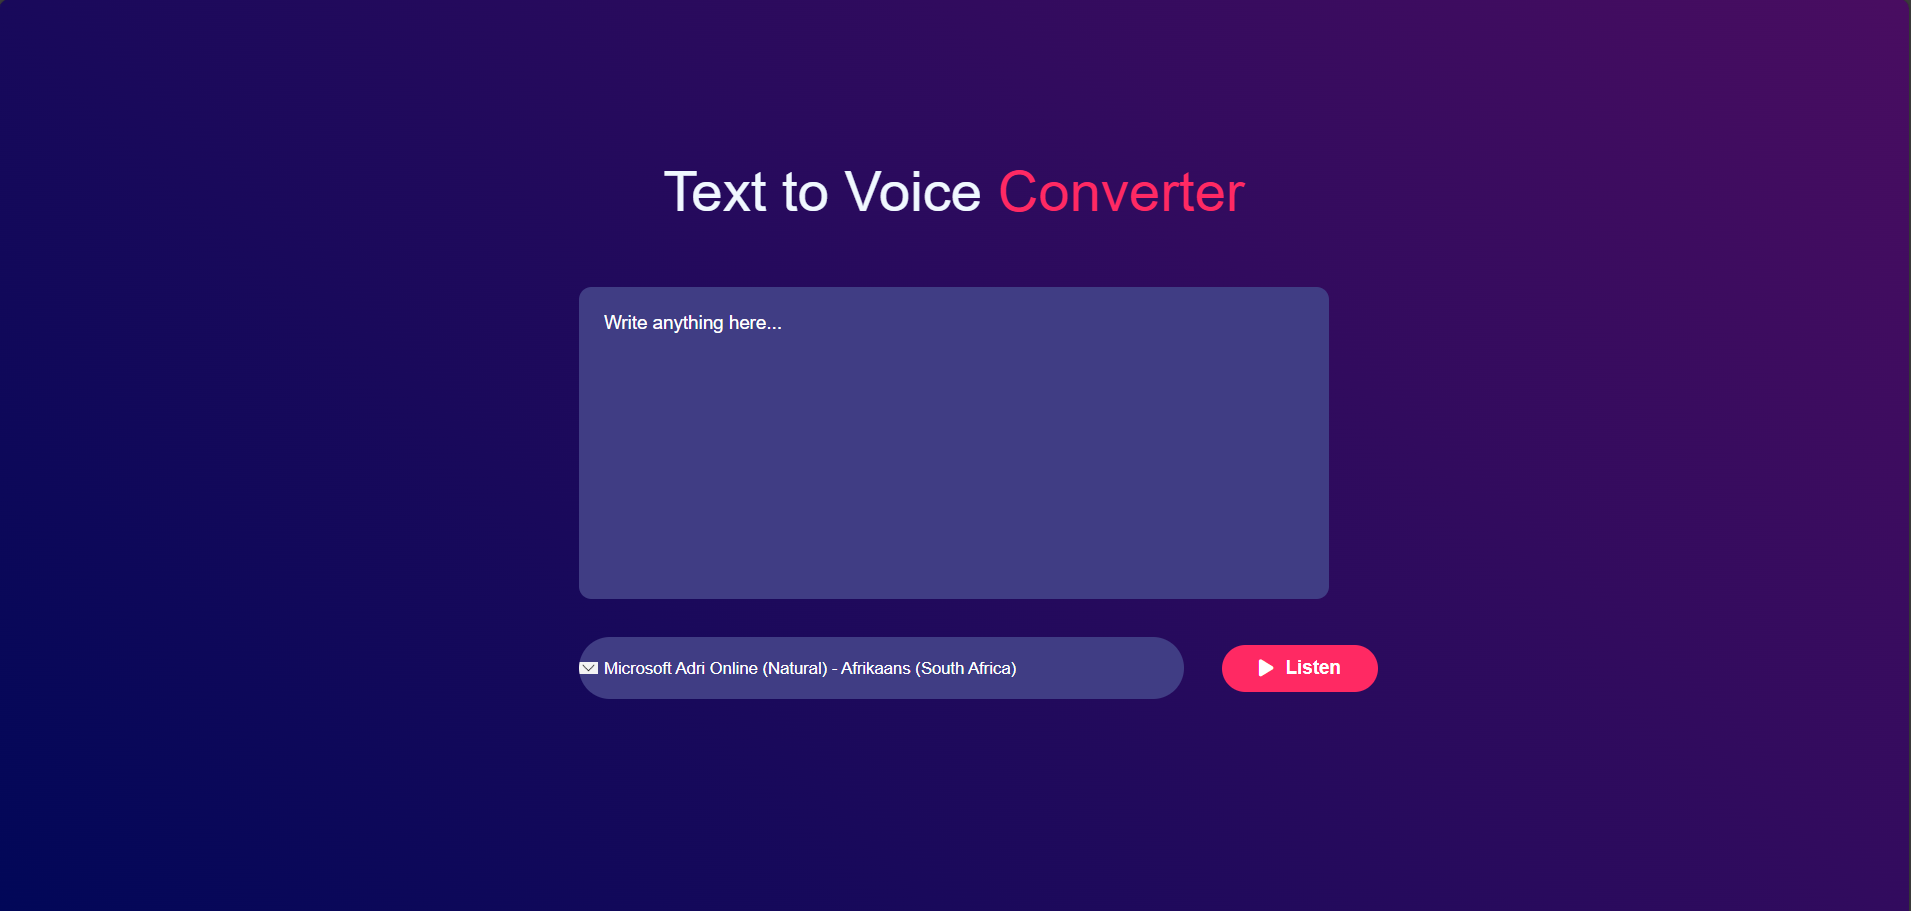 Text to Voice Converter
Write anything here...
Microsoft Adri Online (Natural) - Afrikaans (South Africa)
Listen